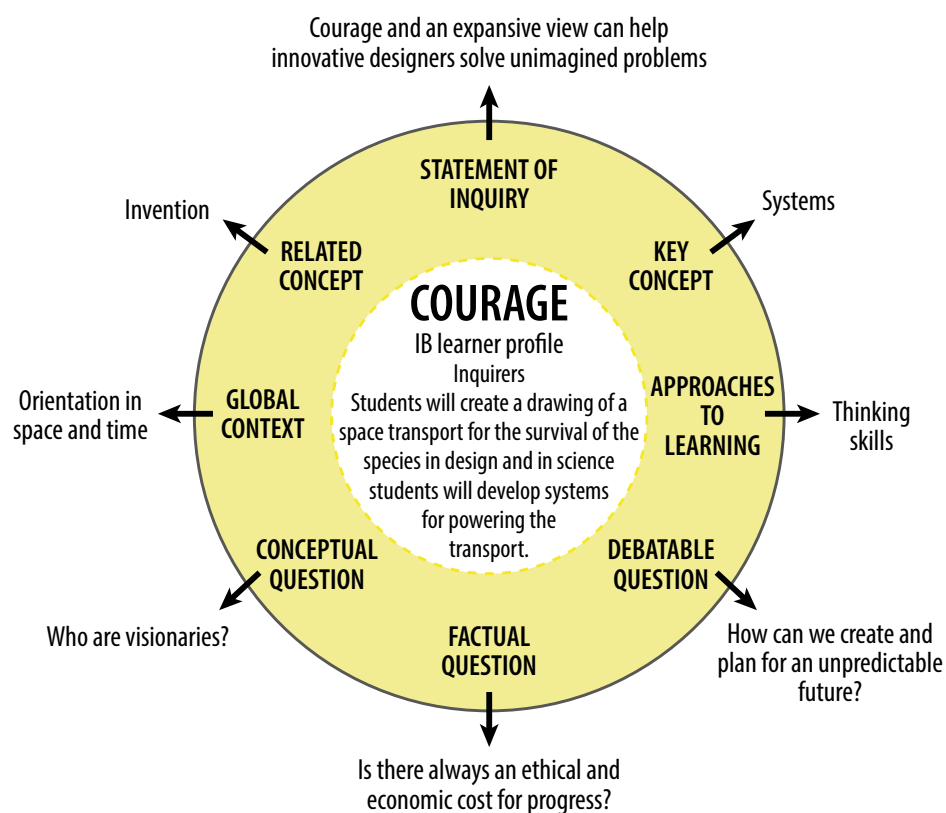 Courage and an expansive view can help
innovative designers solve unimagined problems
STATEMENT OF
INQUIRY
Invention
RELATED
CONCEPT
Systems
KEY
CONCEPT
COURAGE
IB learner profile
Inquirers
Students will create a drawing of a
space transport for the survival of the
species in design and in science
students will develop systems
for powering the
transport.
Orientation in
space and time
GLOBAL
CONTEXT
APPROACHES
TO
LEARNING
Thinking
skills
CONCEPTUAL
QUESTION
Who are visionaries?
DEBATABLE
QUESTION
How can we create and
plan for an unpredictable
future?
FACTUAL
QUESTION
Is there always an ethical and
economic cost for progress?